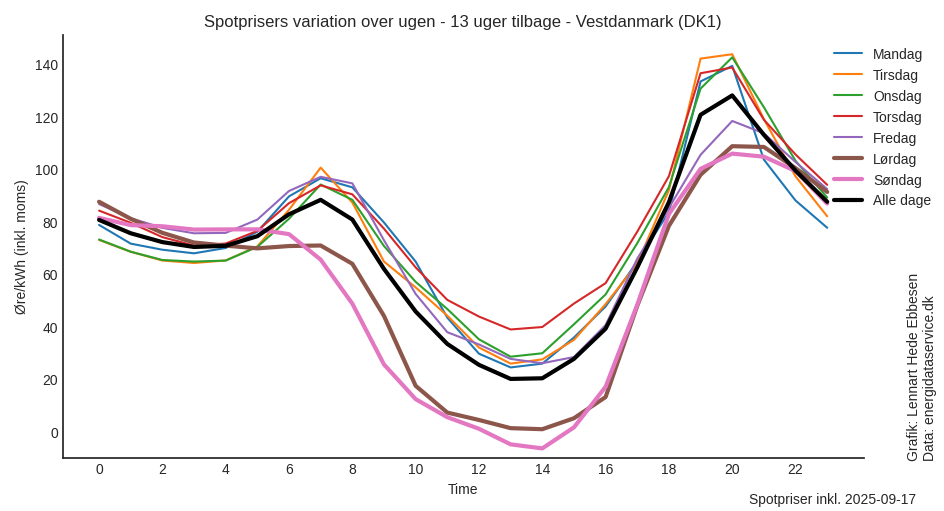 Spotprisers variation over ugen - 13 uger tilbage - Vestdanmark (DK1)
Øre/kWh (inkl. moms)
140
120
100
80
60
40
20
0
0 2 4 6 8 10 12 14 16 18 20 22
Time
Mandag
Tirsdag
Onsdag
Torsdag
Fredag
Lørdag
Søndag
Alle dage
Grafik: Lennart Hede Ebbesen
Data: energidataservice.dk
Spotpriser inkl. 2025-09-17